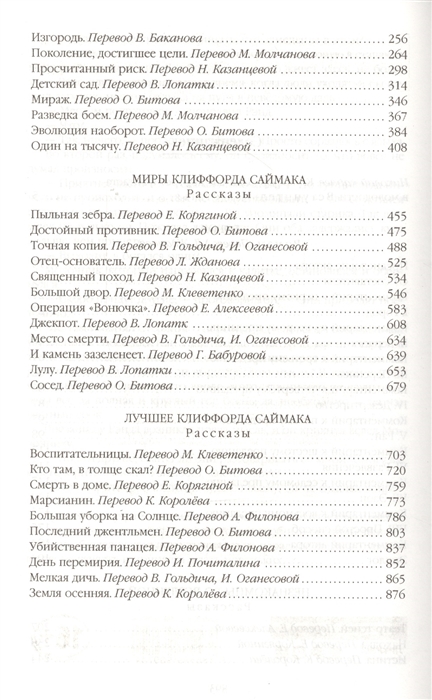 Изгородь. Перевод В. Баканова 256
Поколение, достигшее цели. Перевод М. Молчанова 264
Просчитанный риск. Перевод Н. Казанцевой 298
Детский сад. Перевод В. Лопатки 314
Мираж. Перевод О. Битова 346
Разведка боем. Перевод М. Молчанова 367
Эволюция наоборот. Перевод О. Битова 384
Один на тысячу. Перевод Н. Казанцевой 408
МИРЫ КЛИФФОРДА САЙМАКА
Рассказы
Пыльная зебра. Перевод Е. Корягиной 455
Достойный противник. Перевод О. Битова 475
Точная копия. Перевод В. Гольдича, И. Оганесовой 488
Отец-основатель. Перевод Л. Жданова 525
Священный поход. Перевод Н. Казанцевой 534
Большой двор. Перевод М. Клеветенко 546
Операция «Вонючка». Перевод Е. Алексеевой 583
Джекпот. Перевод В. Лопатк 608
Место смерти. Перевод В. Гольдича, И. Оганесовой 634
И камень зазеленеет. Перевод Г. Бабуровой 639
Лулу. Перевод В. Лопатки 653
Сосед. Перевод О. Битова 679
ЛУЧШЕЕ КЛИФФОРДА САЙМАКА
Рассказы
Воспитательницы. Перевод М. Клеветенко 703
Кто там, в толще скал? Перевод О. Битова 720
Смерть в доме. Перевод Е. Корягиной 759
Марсианин. Перевод К. Королёва 773
Большая уборка на Солнце. Перевод А. Филонова 786
Последний джентльмен. Перевод О. Битова 803
Убийственная панацея. Перевод А. Филонова 837
День перемирия. Перевод И. Почиталина 852
Мелкая дичь. Перевод В. Гольдича, И. Оганесовой 865
Земля осенняя. Перевод К. Королёва 876